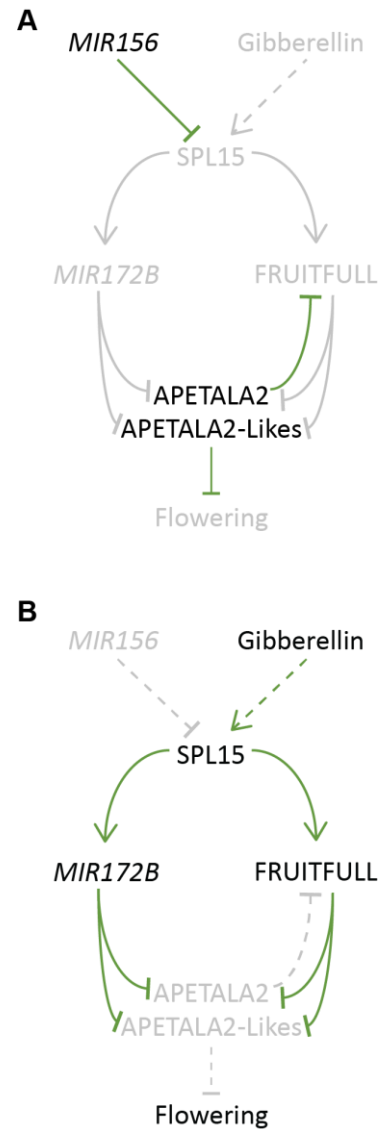 A
MIR156 Gibberellin
SPL15
MIR172B FRUITFULL
APETALA2
APETALA2-Likes
Flowering
B
MIR156 Gibberellin
SPL15
MIR172B FRUITFULL
APETALA2
APETALA2-Likes
Flowering